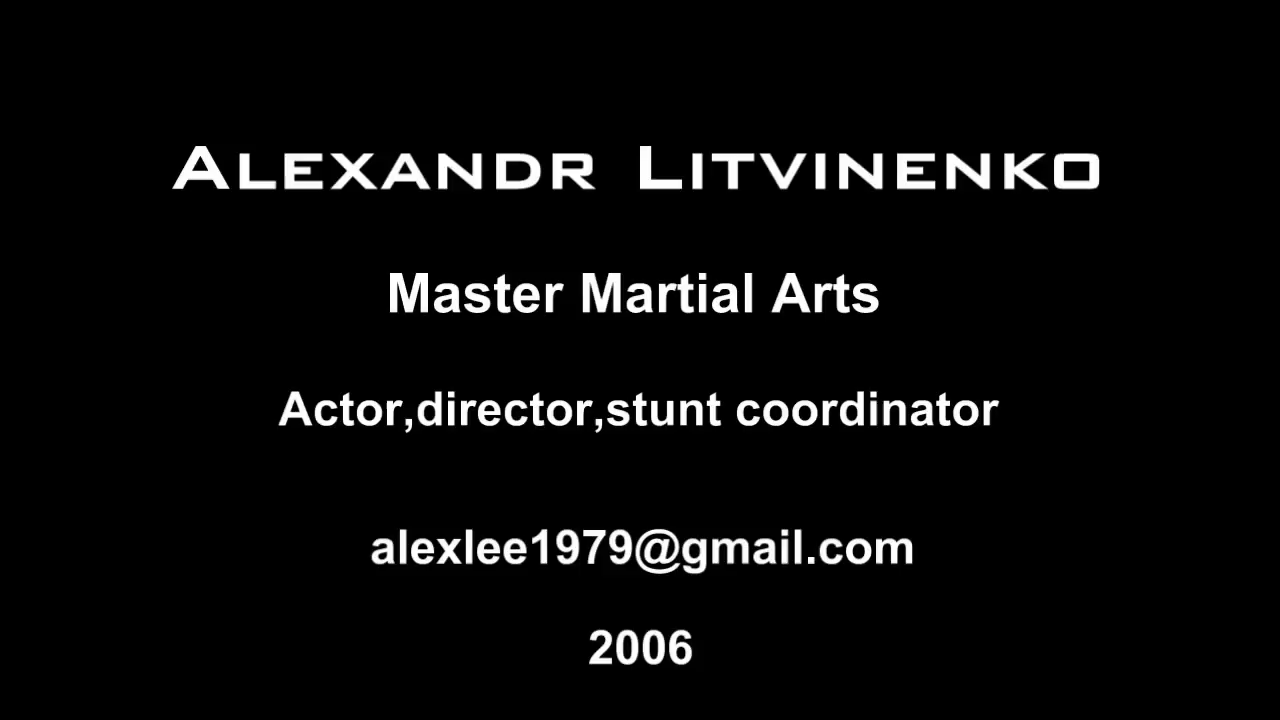 Alexandr Litvinenko
Master Martial Arts
Actor,director,stunt coordinator
alexlee1979@gmail.com
2006